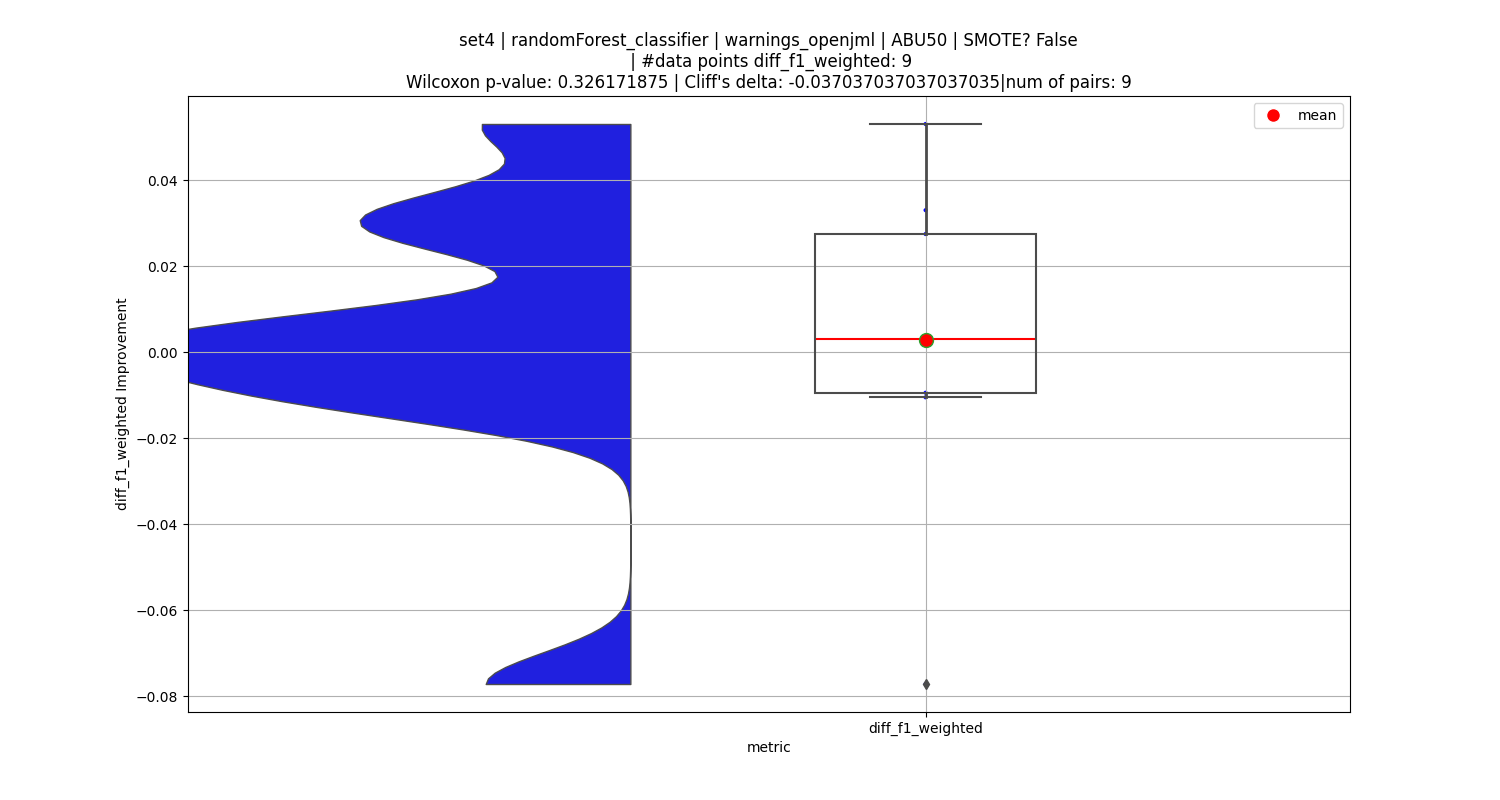 set4 | randomForest_classifier | warnings_openjml | ABU50 | SMOTE? False
| #data points diff_f1_weighted: 9
Wilcoxon p-value: 0.326171875 | Cliff's delta: -0.037037037037037035|num of pairs: 9
mean
0.04
0.02
0.00
−0.02
−0.04
−0.06
−0.08
diff_f1_weighted Improvement
diff_f1_weighted
metric